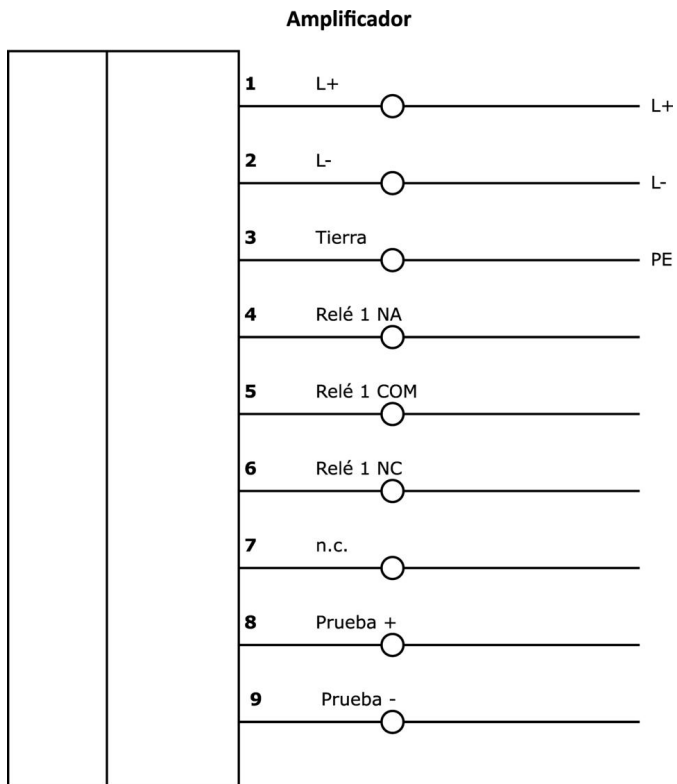 Amplificador
1 L+
L+
2 L-
L-
3 Tierra
PE
4 Relé 1 NA
5 Relé 1 COM
6 Relé 1 NC
7 n.c.
8 Prueba +
9 Prueba -